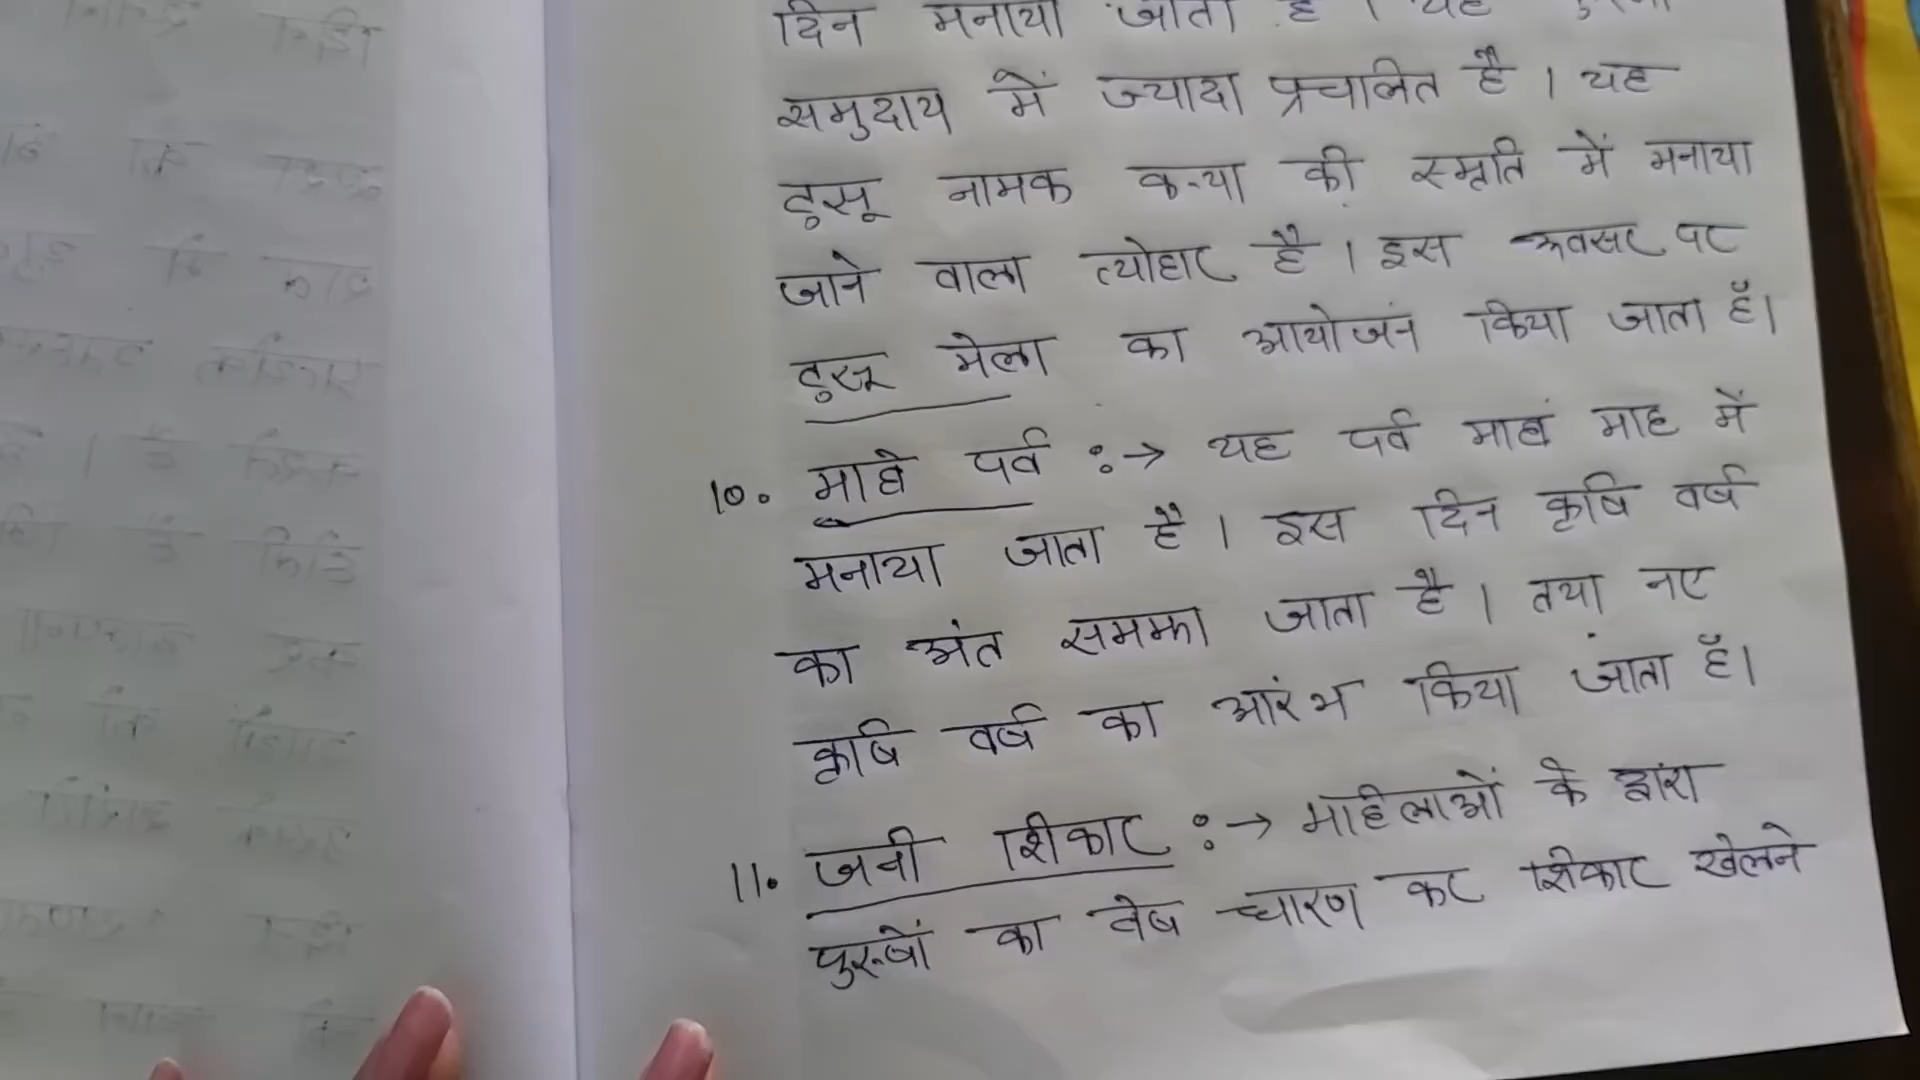 दिन मनाया जाता है । यह
समुदाय में ज्यादा प्रचलित है । यह
टुसू नामक कन्या की स्मृति में मनाया
जाने वाला त्योहार है । इस अवसर पर
टुसू मेला का आयोजन किया जाता है।
10. माघे पर्व :→ यह पर्व माघ माह में
मनाया जाता है । इस दिन कृषि वर्ष
का अंत समझा जाता है । तथा नए
कृषि वर्ष का आरंभ किया जाता है।
11. जनी शिकार :→ महिलाओं के द्वारा
पुरुषों का वेष धारण कर शिकार खेलने